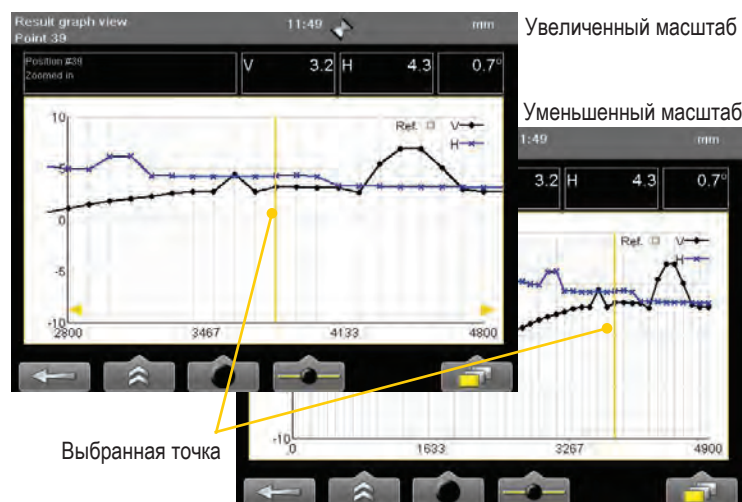 Result graph view 11:49 mm
Point 39
Position #39
Zoomed in
V 3.2 H 4.3 0.7°
10
Ref. V
H
5
0
-5
-10
2800 3467 4133 4800
Увеличенный масштаб
Уменьшенный масштаб
1:49 mm
3.2 H 4.3 0.7°
Ref. V
H
-10
0 1633 3267 4900
Выбранная точка